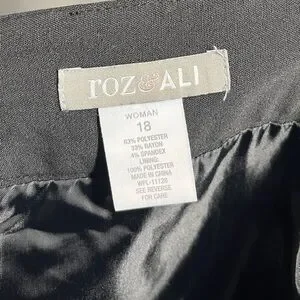 roz&ALI
WOMAN
18
63% POLYESTER
33% RAYON
4% SPANDEX
LINING:
100% POLYESTER
MADE IN CHINA
WPL-11720
SEE REVERSE
FOR CARE